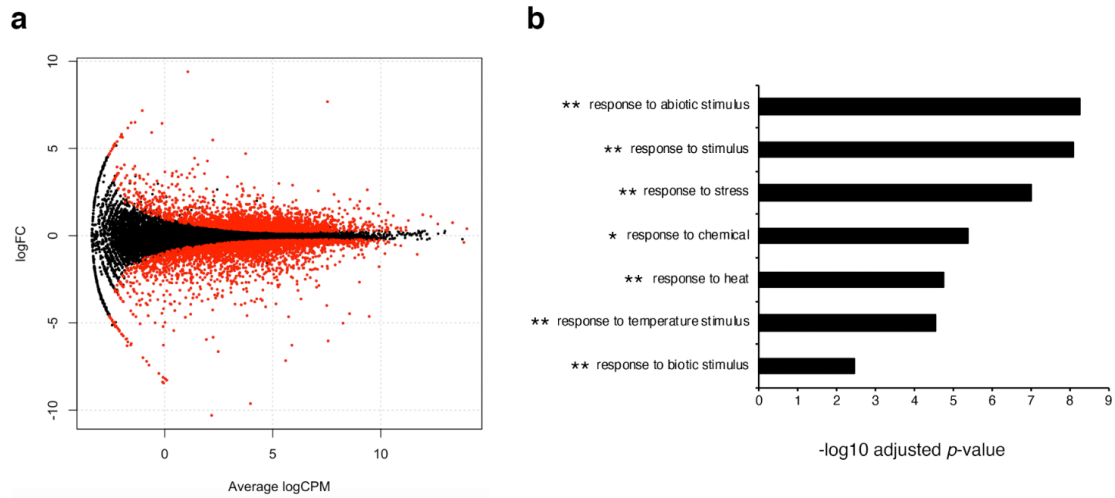 a
10
5
0
-5
-10
logFC
0 5 10
Average logCPM
b
** response to abiotic stimulus
** response to stimulus
** response to stress
* response to chemical
** response to heat
** response to temperature stimulus
** response to biotic stimulus
0 1 2 3 4 5 6 7 8 9
-log10 adjusted p-value